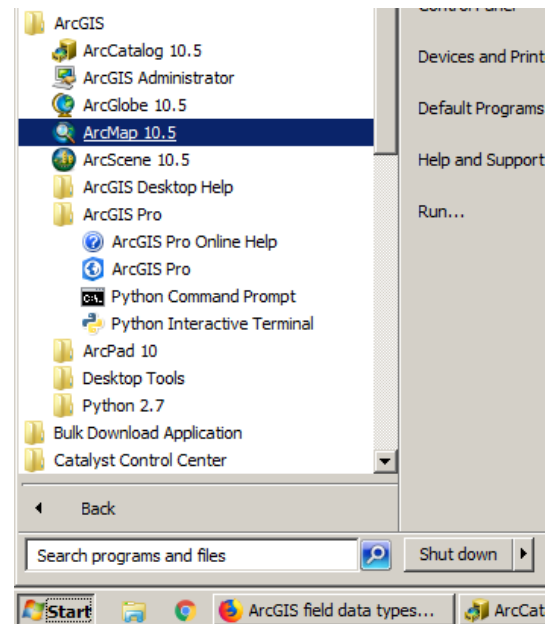 ArcGIS
ArcCatalog 10.5
ArcGIS Administrator
ArcGlobe 10.5
ArcMap 10.5
ArcScene 10.5
ArcGIS Desktop Help
ArcGIS Pro
ArcGIS Pro Online Help
ArcGIS Pro
Python Command Prompt
Python Interactive Terminal
ArcPad 10
Desktop Tools
Python 2.7
Bulk Download Application
Catalyst Control Center
Back
Search programs and files
Devices and Print
Default Programs
Help and Support
Run...
Shut down
Start
ArcGIS field data types...
ArcCat